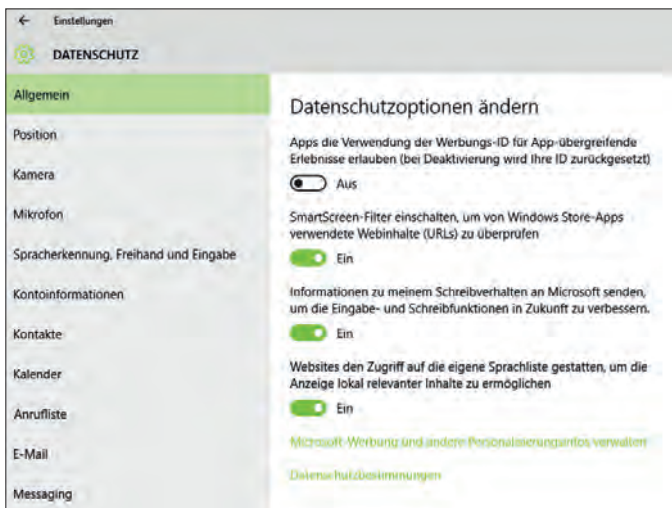 Einstellungen
DATENSCHUTZ
Allgemein
Position
Kamera
Mikrofon
Spracherkennung, Freihand und Eingabe
Kontoinformationen
Kontakte
Kalender
Anrufliste
E-Mail
Messaging
Datenschutzoptionen ändern
Apps die Verwendung der Werbungs-ID für App-übergreifende
Erlebnisse erlauben (bei Deaktivierung wird Ihre ID zurückgesetzt)
Aus
SmartScreen-Filter einschalten, um von Windows Store-Apps
verwendete Webinhalte (URLs) zu überprüfen
Ein
Informationen zu meinem Schreibverhalten an Microsoft senden,
um die Eingabe- und Schreibfunktionen in Zukunft zu verbessern.
Ein
Websites den Zugriff auf die eigene Sprachliste gestatten, um die
Anzeige lokal relevanter Inhalte zu ermöglichen
Ein
Microsoft-Werbung und andere Personalisierungsinfos verwalten
Datenschutzbestimmungen